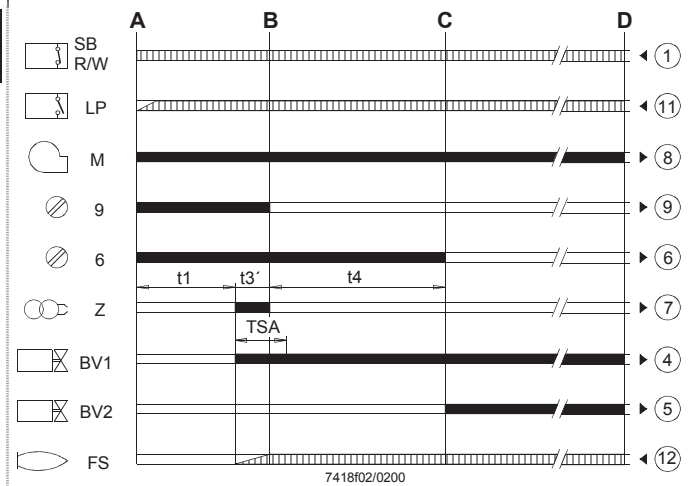 A B C D
SB
R/W
1
LP 11
M 8
9 9
6 6
t1 t3´ t4
Z 7
TSA
BV1 4
BV2 5
FS 12
7418f02/0200